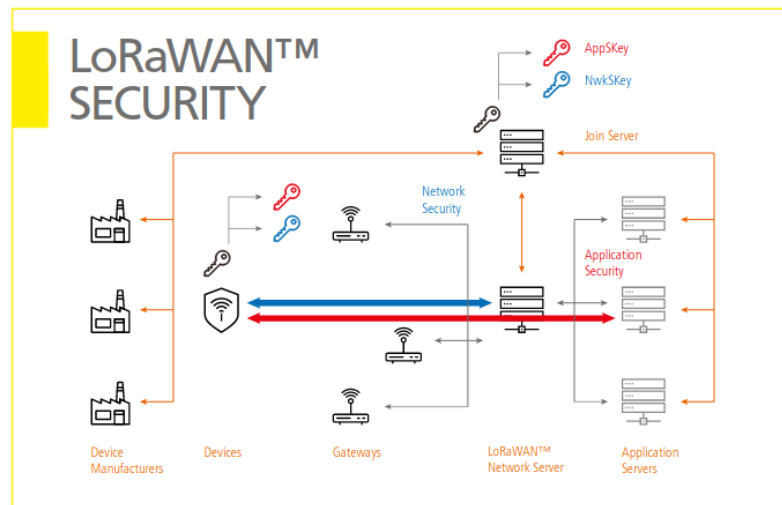 LoRaWAN™
SECURITY
AppSKey
NwkSKey
Join Server
Network
Security
Application
Security
Device
Manufacturers
Devices
Gateways
LoRaWAN™
Network Server
Application
Servers